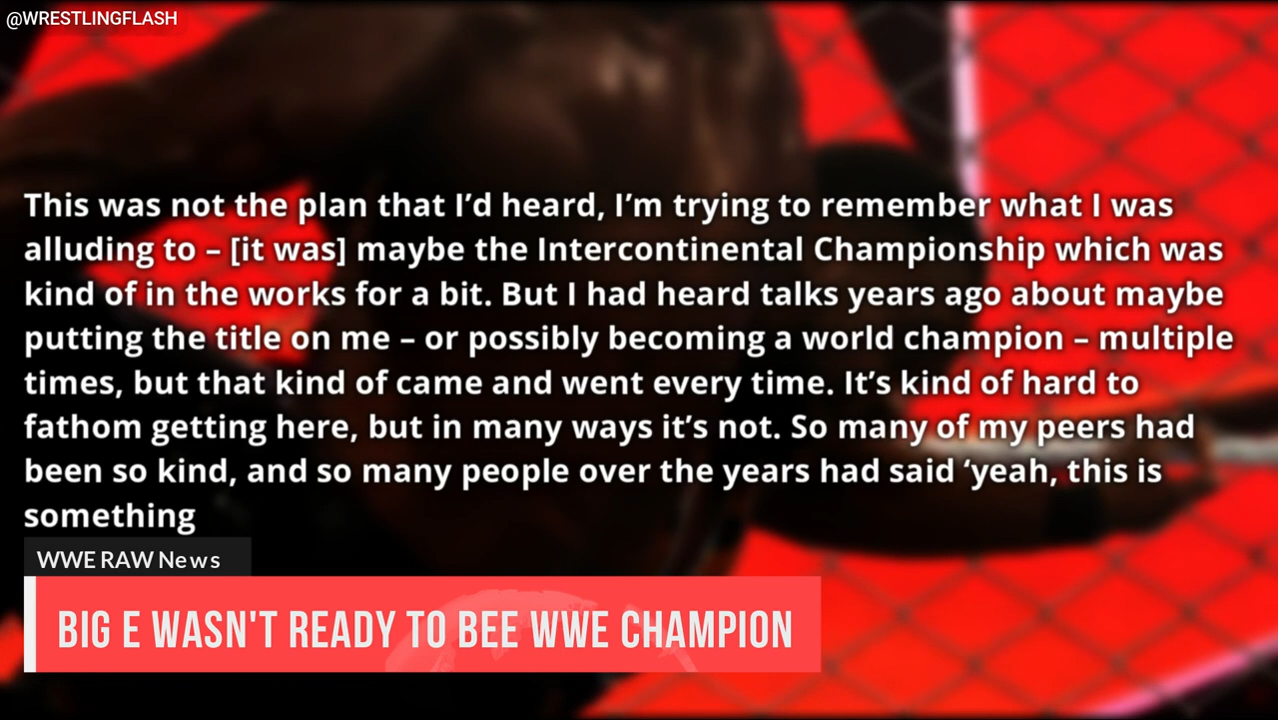 @WRESTLINGFLASH
This was not the plan that I’d heard, I’m trying to remember what I was
alluding to – [it was] maybe the Intercontinental Championship which was
kind of in the works for a bit. But I had heard talks years ago about maybe
putting the title on me – or possibly becoming a world champion – multiple
times, but that kind of came and went every time. It’s kind of hard to
fathom getting here, but in many ways it’s not. So many of my peers had
been so kind, and so many people over the years had said ‘yeah, this is
something
WWE RAW News
BIG E WASN'T READY TO BEE WWE CHAMPION